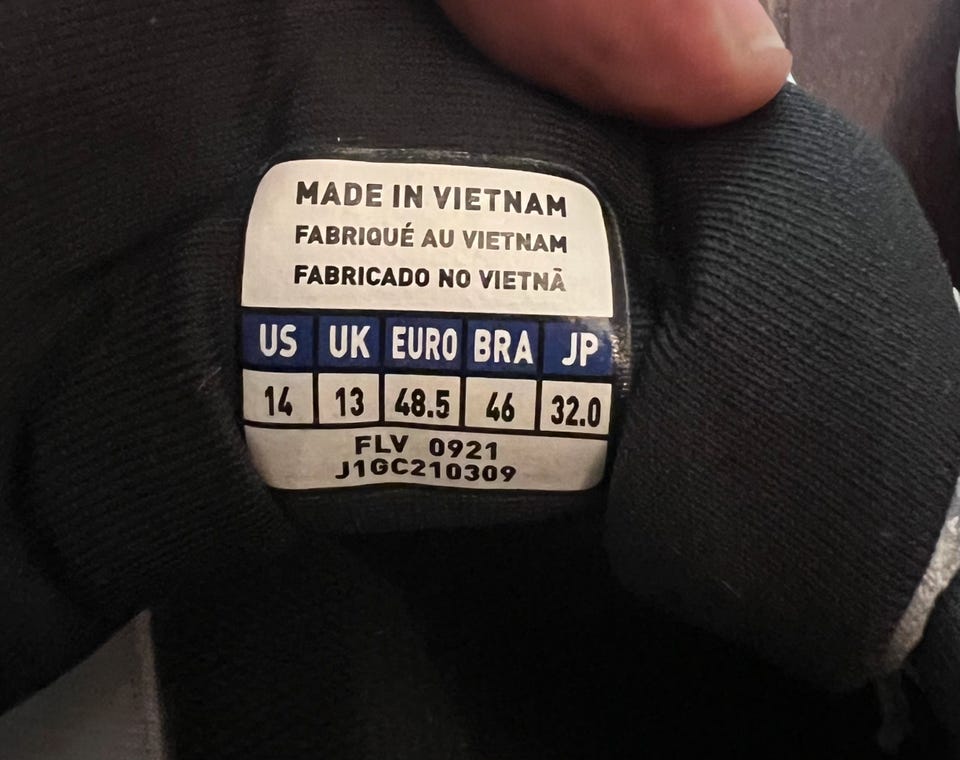 MADE IN VIETNAM
FABRIQUÉ AU VIETNAM
FABRICADO NO VIETNÃ
US UK EURO BRA JP
14 13 48.5 46 32.0
FLV 0921
J1GC210309